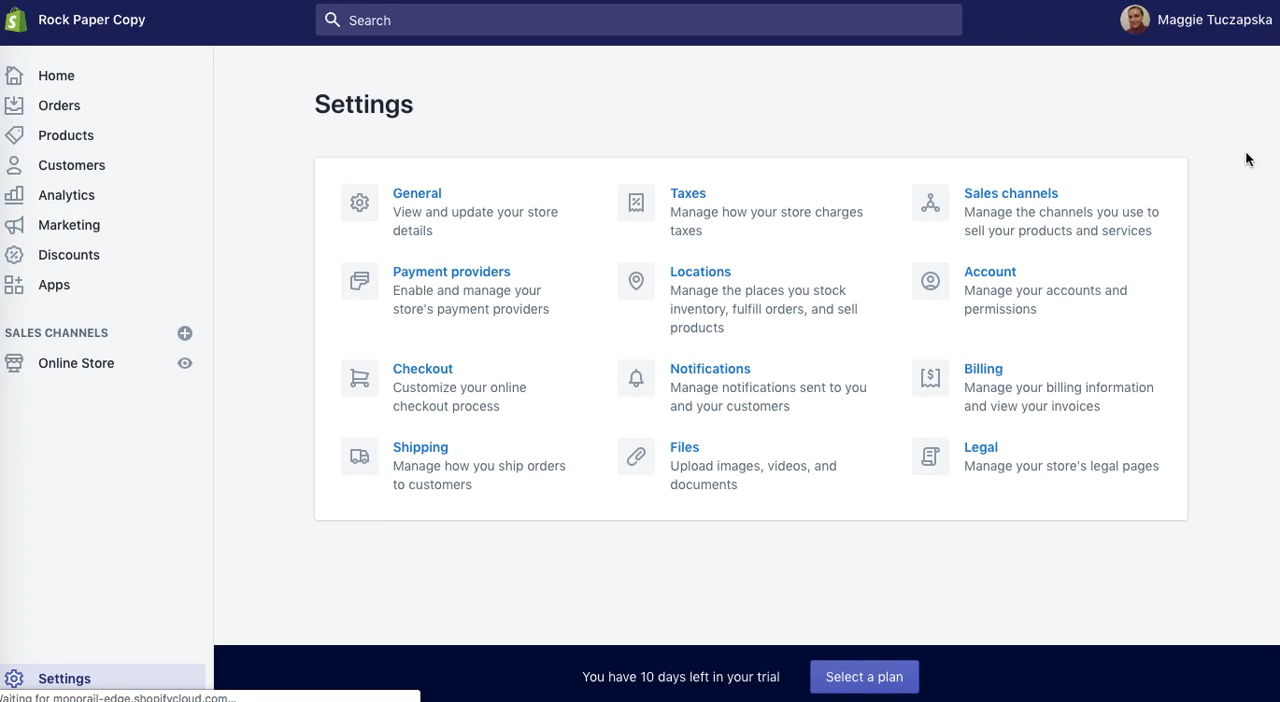 Rock Paper Copy
Search
Maggie Tuczapska
Home
Orders
Products
Customers
Analytics
Marketing
Discounts
Apps
SALES CHANNELS
Online Store
Settings
Settings
General
View and update your store
details
Taxes
Manage how your store charges
taxes
Sales channels
Manage the channels you use to
sell your products and services
Payment providers
Enable and manage your
store's payment providers
Locations
Manage the places you stock
inventory, fulfill orders, and sell
products
Account
Manage your accounts and
permissions
Checkout
Customize your online
checkout process
Notifications
Manage notifications sent to you
and your customers
Billing
Manage your billing information
and view your invoices
Shipping
Manage how you ship orders
to customers
Files
Upload images, videos, and
documents
Legal
Manage your store's legal pages
You have 10 days left in your trial
Select a plan
Waiting for monorail-edge.shopifycloud.com...